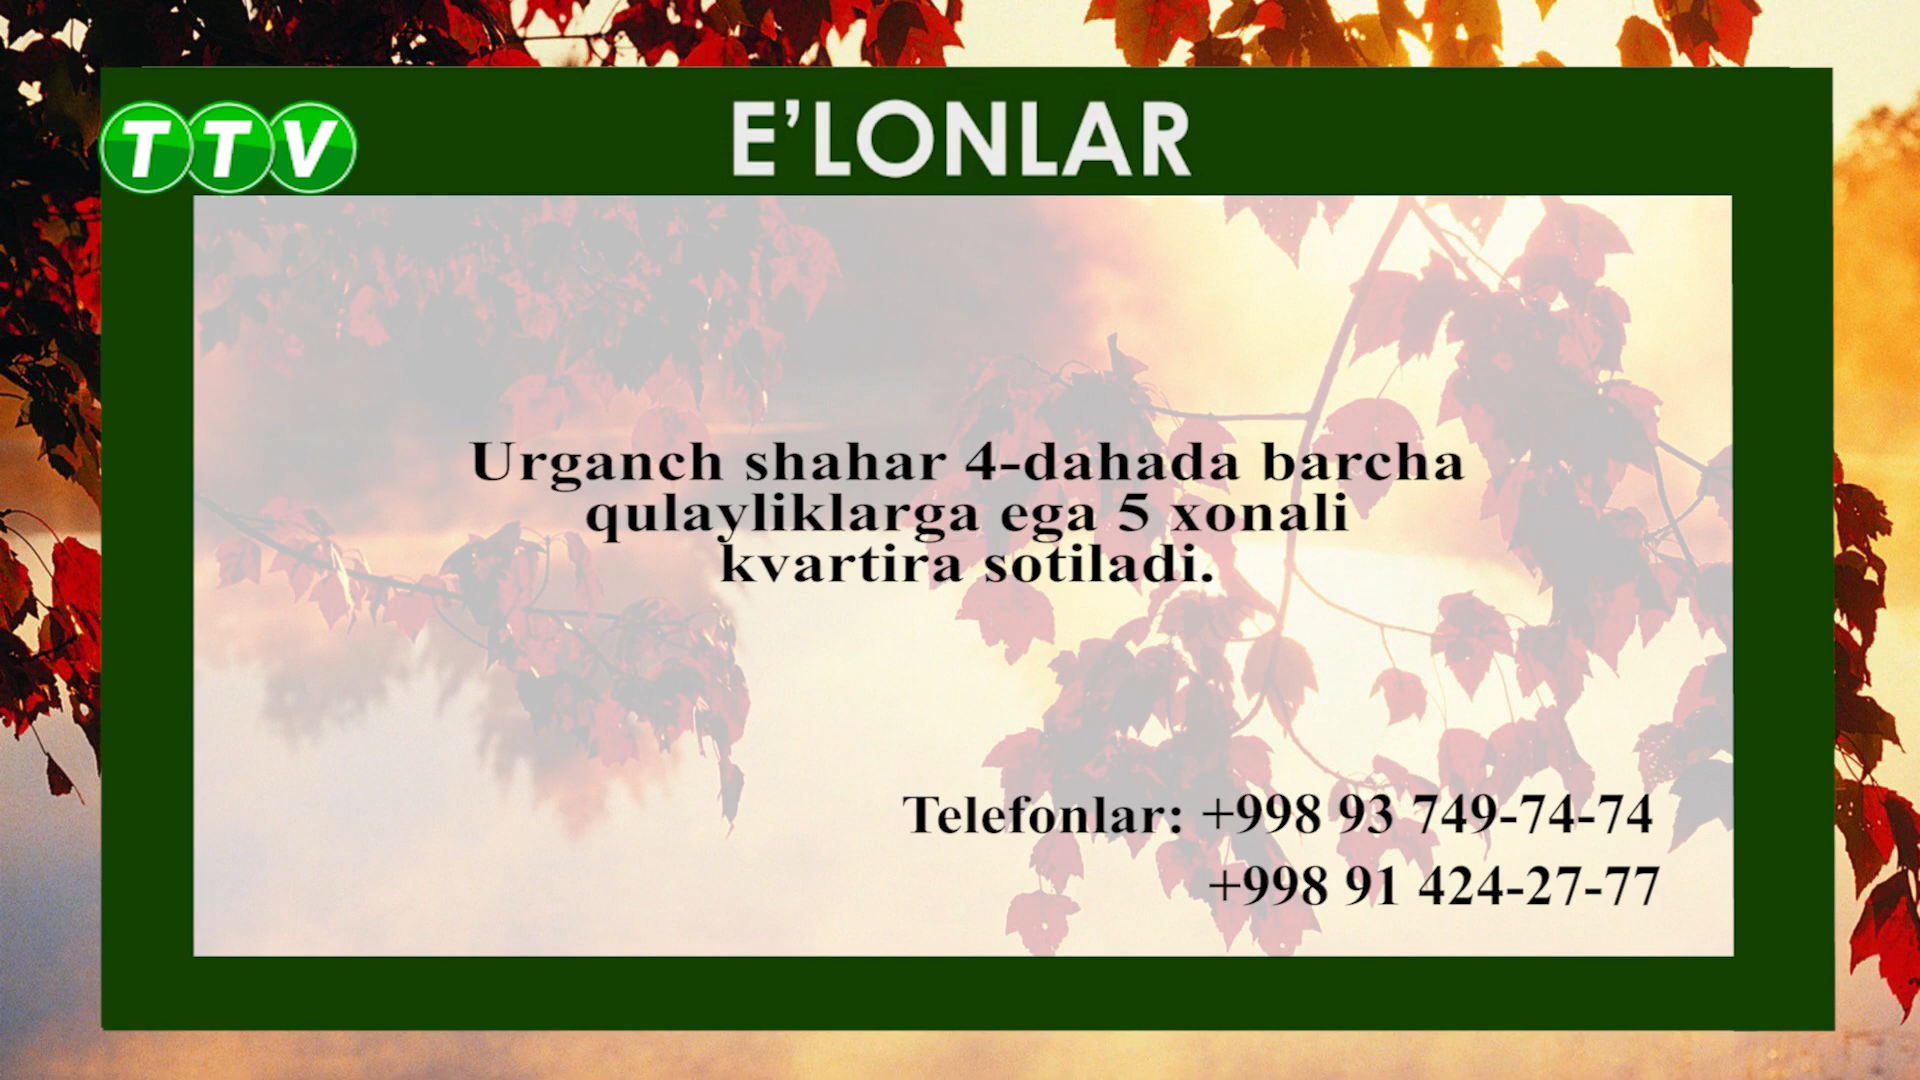 TTV
E’LONLAR
Urganch shahar 4-dahada barcha
qulayliklarga ega 5 xonali
kvartira sotiladi.
Telefonlar: +998 93 749-74-74
+998 91 424-27-77